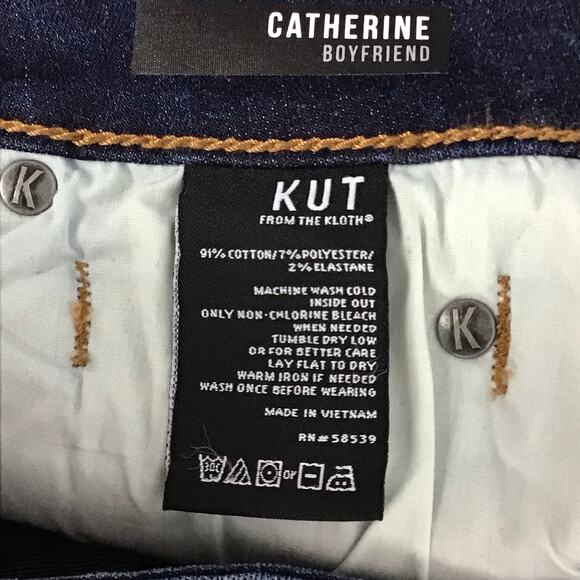 CATHERINE
BOYFRIEND
K
KUT
FROM THE KLOTH®
91% COTTON/7% POLYESTER/
2% ELASTANE
MACHINE WASH COLD
INSIDE OUT
ONLY NON-CHLORINE BLEACH
WHEN NEEDED
TUMBLE DRY LOW
OR FOR BETTER CARE
LAY FLAT TO DRY
WARM IRON IF NEEDED
WASH ONCE BEFORE WEARING
MADE IN VIETNAM
RN#58539
30C or
K